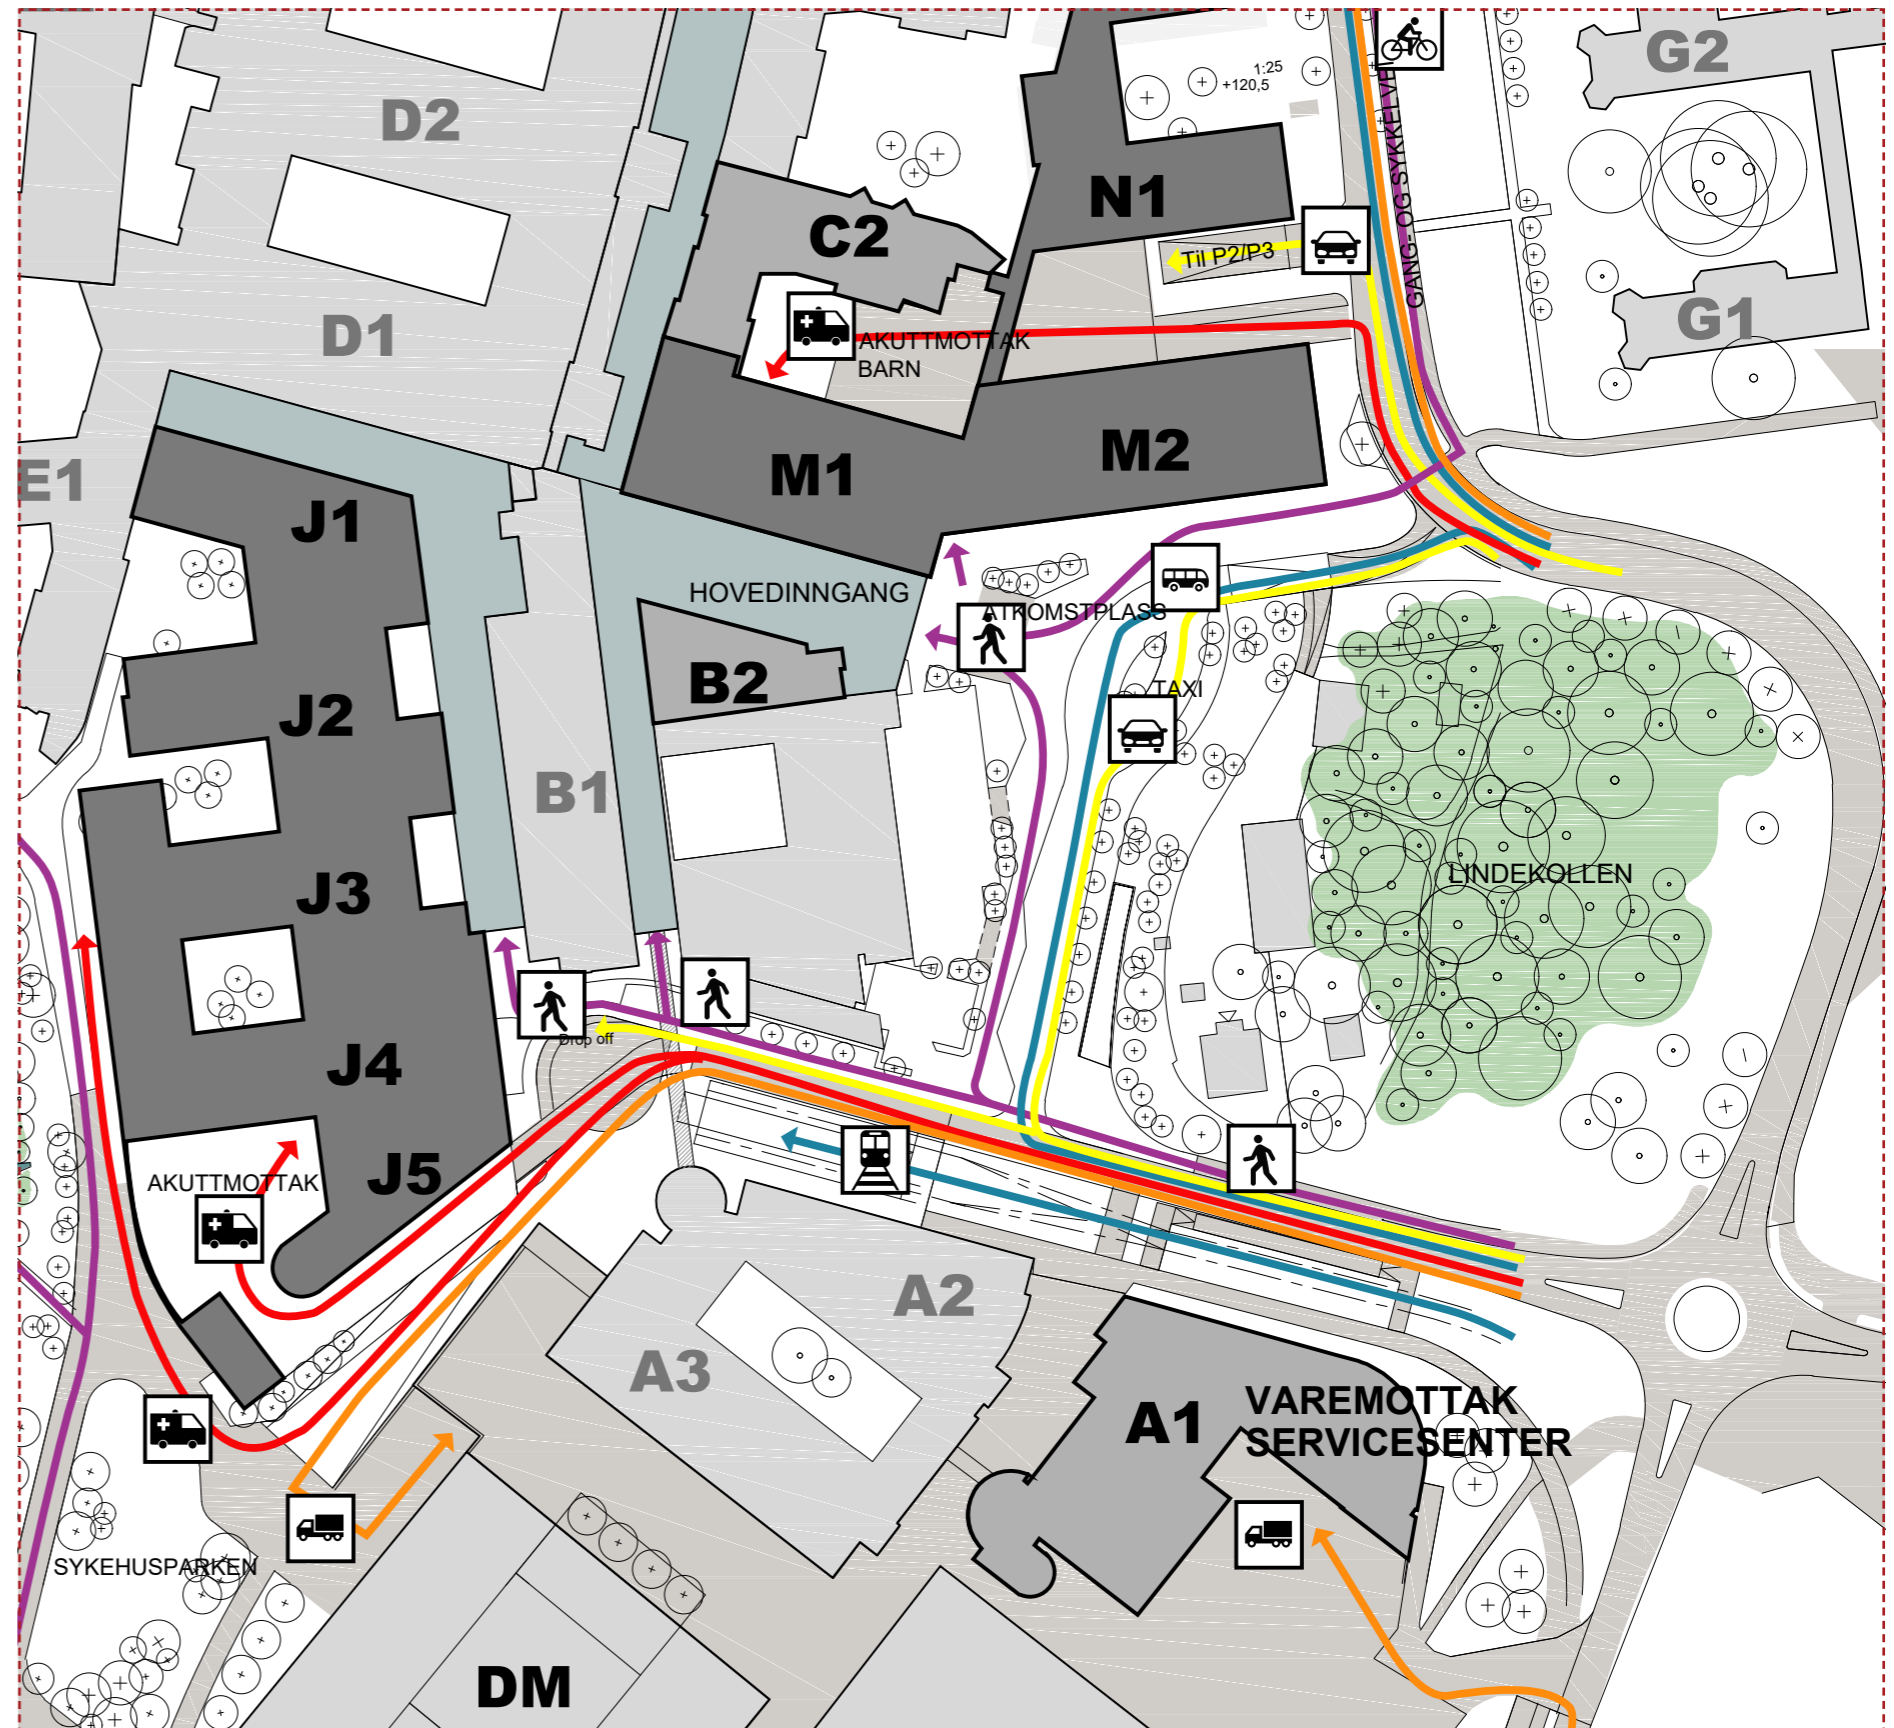 G2
1:25
+120,5
D2
N1
C2
GANG- OG SYKKELVE
Til P2/P3
G1
D1
AKUTTMOTTAK
BARN
M2
M1
E1
J1
HOVEDINNGANG
ATKOMSTPLASS
B2
TAXI
J2
B1
LINDEKOLLEN
J3
Drop off
J4
J5
AKUTTMOTTAK
A2
A3
VAREMOTTAK
SERVICESENTER
A1
SYKEHUSPARKEN
DM